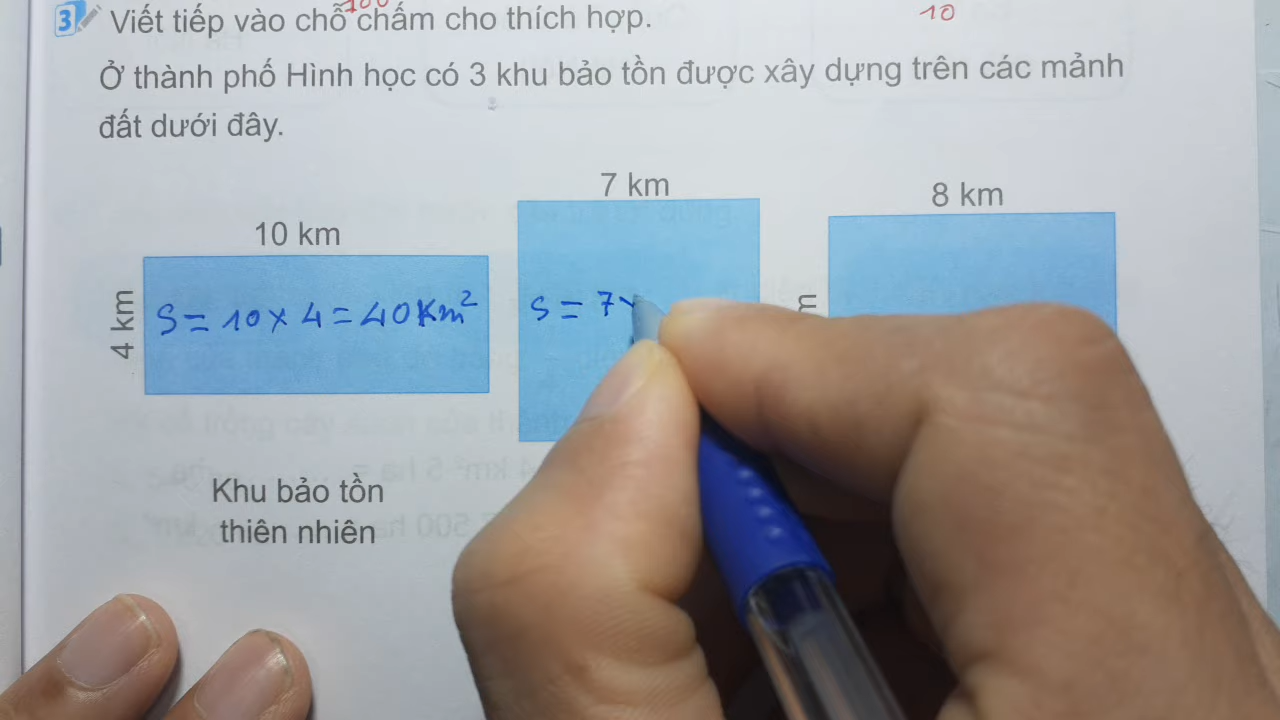 3 Viết tiếp vào chỗ chấm cho thích hợp.
100
10
Ở thành phố Hình học có 3 khu bảo tồn được xây dựng trên các mảnh
đất dưới đây.
10 km
7 km
8 km
4 km
S = 10 x 4 = 40 Km²
S = 7
Khu bảo tồn
thiên nhiên